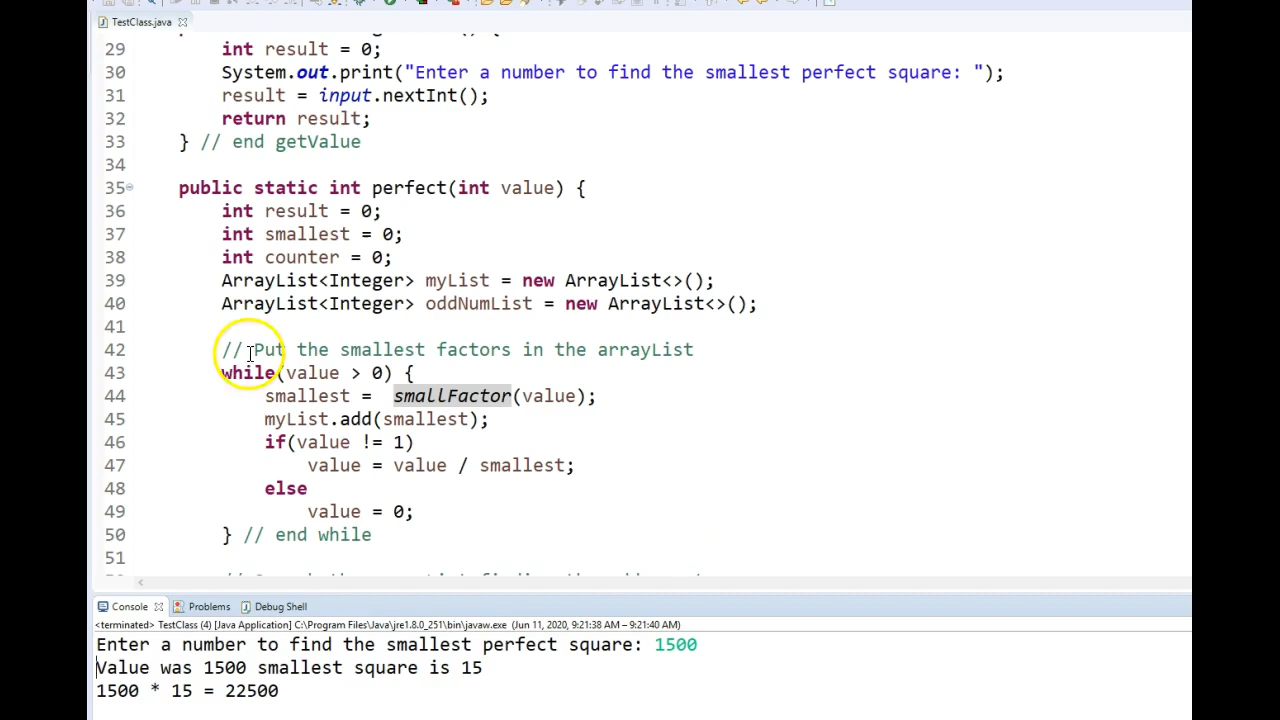 TestClass.java
29 int result = 0;
30 System.out.print("Enter a number to find the smallest perfect square: ");
31 result = input.nextInt();
32 return result;
33 } // end getValue
34
35 public static int perfect(int value) {
36 int result = 0;
37 int smallest = 0;
38 int counter = 0;
39 ArrayList<Integer> myList = new ArrayList<>();
40 ArrayList<Integer> oddNumList = new ArrayList<>();
41
42 // Put the smallest factors in the arrayList
43 while(value > 0) {
44 smallest =  smallFactor(value);
45 myList.add(smallest);
46 if(value != 1)
47 value = value / smallest;
48 else
49 value = 0;
50 } // end while
51
Console Problems Debug Shell
<terminated> TestClass (4) [Java Application] C:\Program Files\Java\jre1.8.0_251\bin\javaw.exe (Jun 11, 2020, 9:21:38 AM – 9:21:40 AM)
Enter a number to find the smallest perfect square: 1500
Value was 1500 smallest square is 15
1500 * 15 = 22500